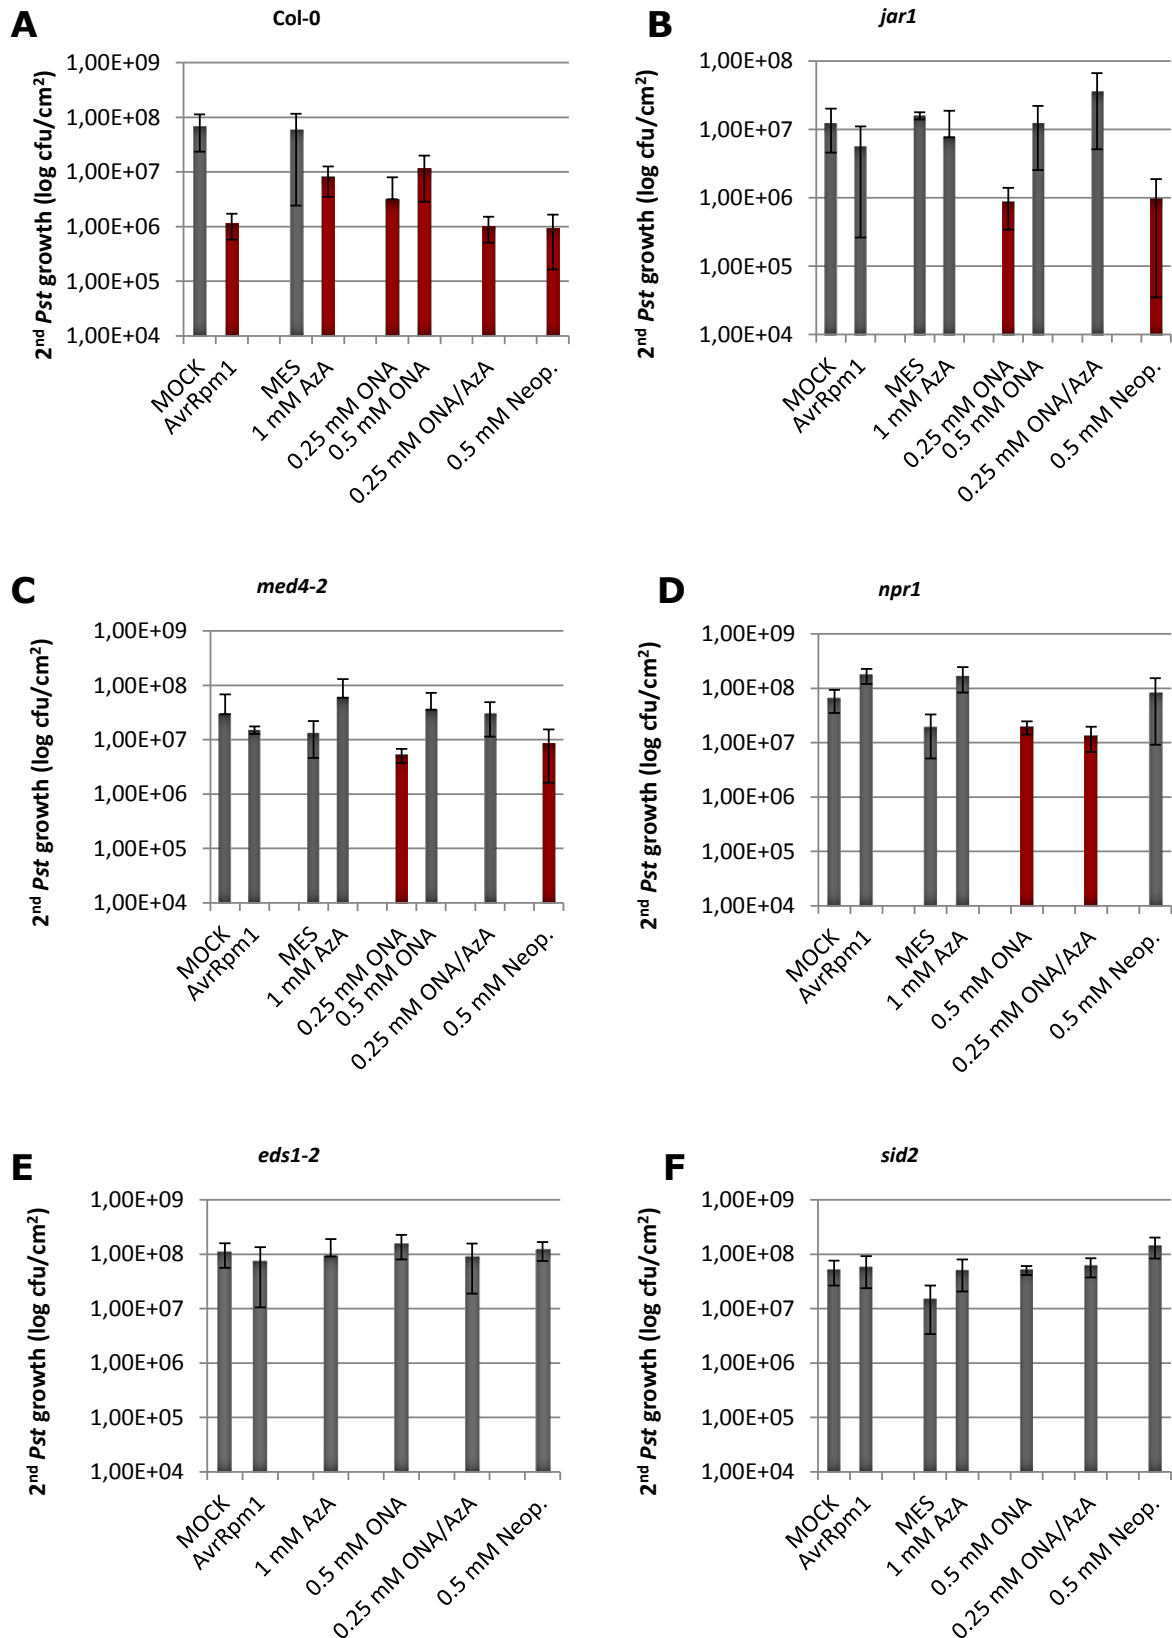 A
Col-0
2nd Pst growth (log cfu/cm²)
1,00E+09
1,00E+08
1,00E+07
1,00E+06
1,00E+05
1,00E+04
MOCK
AvrRpm1
MES
1 mM AzA
0.25 mM ONA
0.5 mM ONA
0.25 mM ONA/AzA
0.5 mM Neop.
B
jar1
2nd Pst growth (log cfu/cm²)
1,00E+08
1,00E+07
1,00E+06
1,00E+05
1,00E+04
MOCK
AvrRpm1
MES
1 mM AzA
0.25 mM ONA
0.5 mM ONA
0.25 mM ONA/AzA
0.5 mM Neop.
C
med4-2
2nd Pst growth (log cfu/cm²)
1,00E+09
1,00E+08
1,00E+07
1,00E+06
1,00E+05
1,00E+04
MOCK
AvrRpm1
MES
1 mM AzA
0.25 mM ONA
0.5 mM ONA
0.25 mM ONA/AzA
0.5 mM Neop.
D
npr1
2nd Pst growth (log cfu/cm²)
1,00E+09
1,00E+08
1,00E+07
1,00E+06
1,00E+05
1,00E+04
MOCK
AvrRpm1
MES
1 mM AzA
0.5 mM ONA
0.25 mM ONA/AzA
0.5 mM Neop.
E
eds1-2
2nd Pst growth (log cfu/cm²)
1,00E+09
1,00E+08
1,00E+07
1,00E+06
1,00E+05
1,00E+04
MOCK
AvrRpm1
1 mM AzA
0.5 mM ONA
0.25 mM ONA/AzA
0.5 mM Neop.
F
sid2
2nd Pst growth (log cfu/cm²)
1,00E+09
1,00E+08
1,00E+07
1,00E+06
1,00E+05
1,00E+04
MOCK
AvrRpm1
MES
1 mM AzA
0.5 mM ONA
0.25 mM ONA/AzA
0.5 mM Neop.